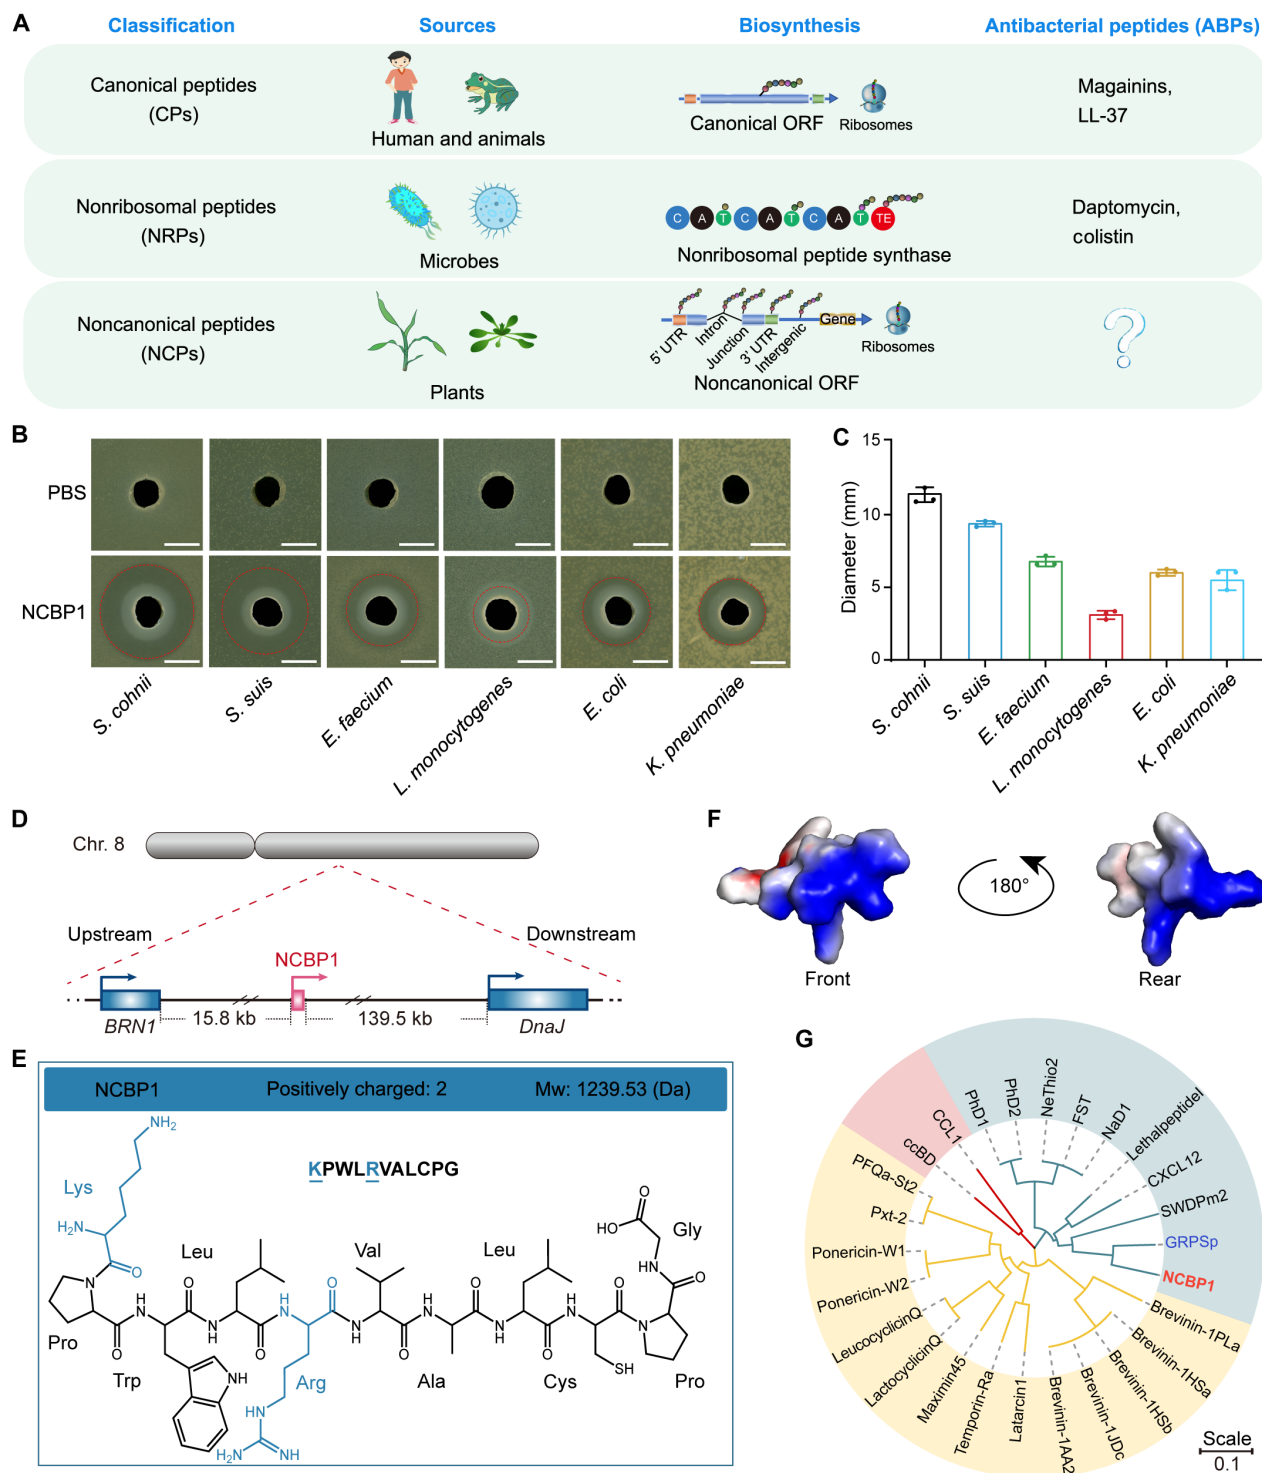 A
Classification
Sources
Biosynthesis
Antibacterial peptides (ABPs)
Canonical peptides
(CPs)
Human and animals
Canonical ORF
Ribosomes
Magainins,
LL-37
Nonribosomal peptides
(NRPs)
Microbes
C A T C A T C A T TE
Nonribosomal peptide synthase
Daptomycin,
colistin
Noncanonical peptides
(NCPs)
Plants
5' UTR
Intron
Junction
3' UTR
Intergenic
Gene
Ribosomes
Noncanonical ORF
?
B
PBS
NCBP1
S. cohnii
S. suis
E. faecium
L. monocytogenes
E. coli
K. pneumoniae
C
Diameter (mm)
15
10
5
0
S. cohnii
S. suis
E. faecium
L. monocytogenes
E. coli
K. pneumoniae
D
Chr. 8
Upstream
Downstream
NCBP1
BRN1
15.8 kb
139.5 kb
DnaJ
E
NCBP1
Positively charged: 2
Mw: 1239.53 (Da)
KPWLRVALCPG
NH2
Lys
H2N
O
N
Pro
O
H
N
Trp
NH
Leu
N
H
O
H
N
O
Arg
HN
H2N
NH
Val
N
H
O
H
N
Ala
Leu
N
H
O
H
N
Cys
SH
O
N
Pro
O
HN
Gly
HO
O
F
Front
180°
Rear
G
CCL1
ccBD
PhD1
PhD2
NeThio2
FST
NaD1
LethalpeptideI
CXCL12
SWDPm2
GRPSp
NCBP1
Brevinin-1PLa
Brevinin-1HSa
Brevinin-1HSb
Brevinin-1JDc
Brevinin-1AA2
Latarcin1
Temporin-Ra
Maximin45
LactocyclicinQ
LeucocyclicinQ
Ponericin-W2
Ponericin-W1
Pxt-2
PFQa-St2
Scale
0.1